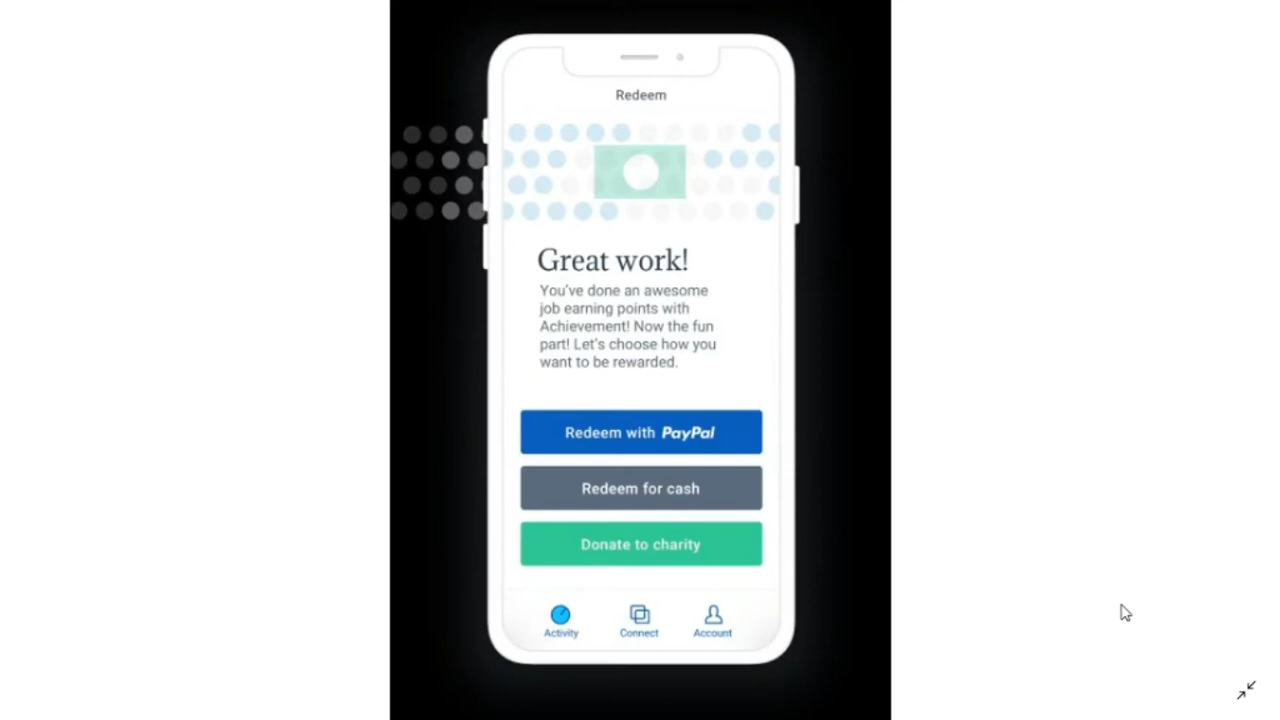 Redeem
Great work!
You've done an awesome
job earning points with
Achievement! Now the fun
part! Let's choose how you
want to be rewarded.
Redeem with PayPal
Redeem for cash
Donate to charity
Activity Connect Account